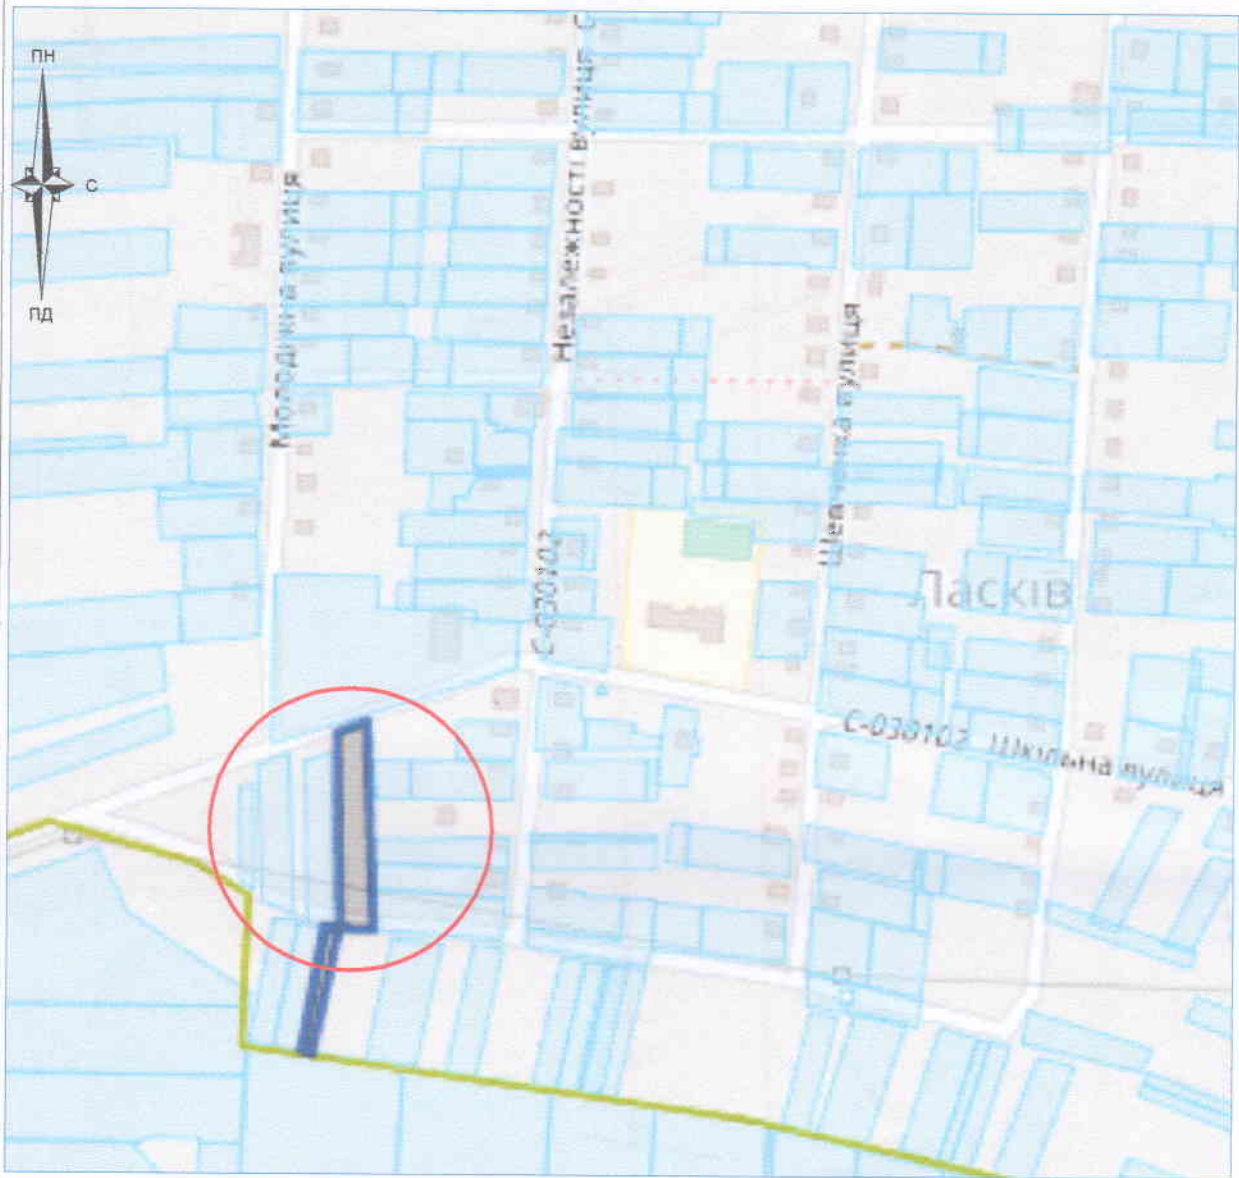 ПН
С
ПД
Молодіжна вулиця
Незалежності вулиця С
Шевченка вулиця
С-030102
Ласків
С-030102 Шкільна вулиця